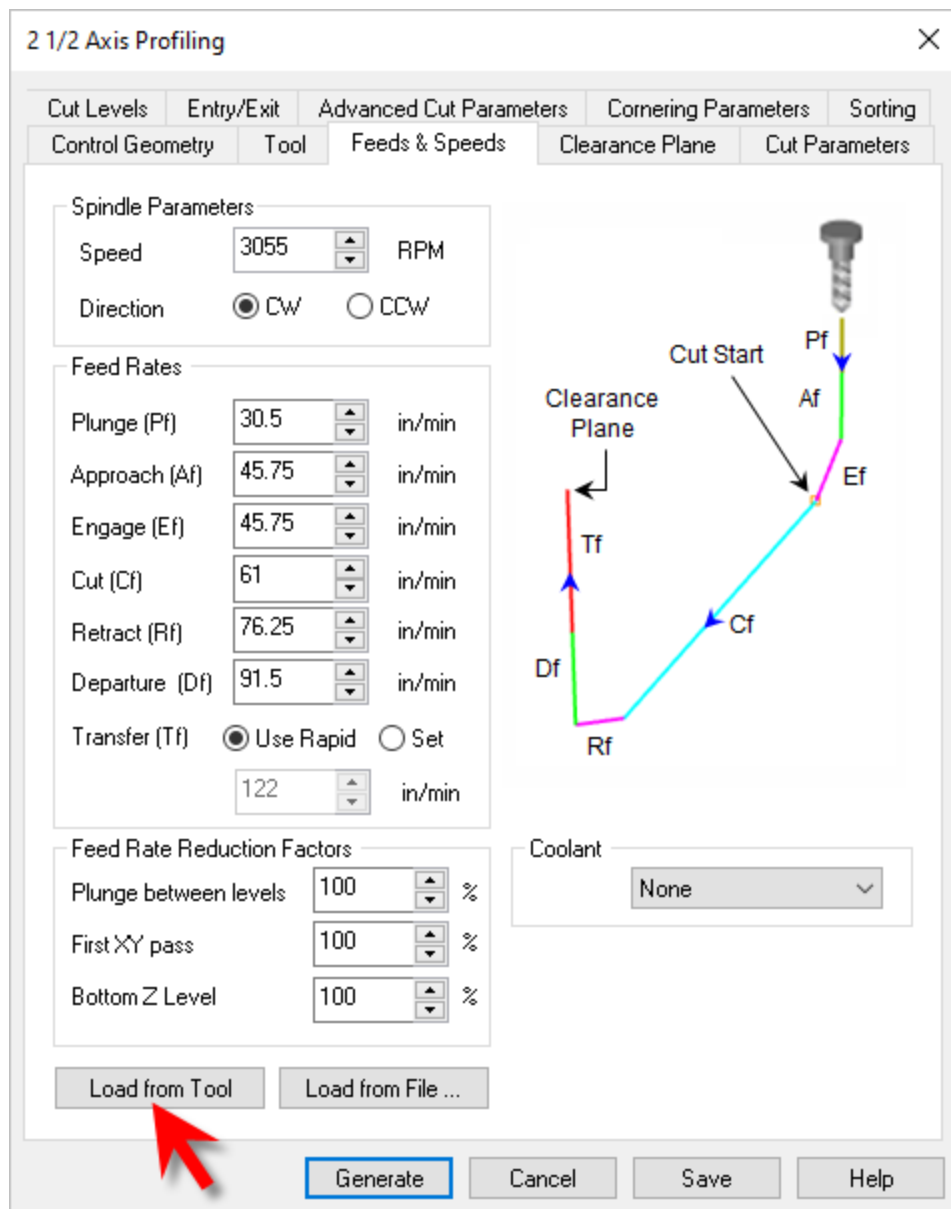 2 1/2 Axis Profiling
Cut Levels Entry/Exit Advanced Cut Parameters Cornering Parameters Sorting
Control Geometry Tool Feeds & Speeds Clearance Plane Cut Parameters
Spindle Parameters
Speed 3055 RPM
Direction CW CCW
Feed Rates
Plunge (Pf) 30.5 in/min
Approach (Af) 45.75 in/min
Engage (Ef) 45.75 in/min
Cut (Cf) 61 in/min
Retract (Rf) 76.25 in/min
Departure (Df) 91.5 in/min
Transfer (Tf) Use Rapid Set
122 in/min
Pf
Cut Start
Af
Clearance
Plane
Ef
Tf
Cf
Df
Rf
Feed Rate Reduction Factors
Plunge between levels 100 %
First XY pass 100 %
Bottom Z Level 100 %
Coolant
None
Load from Tool Load from File ...
Generate Cancel Save Help